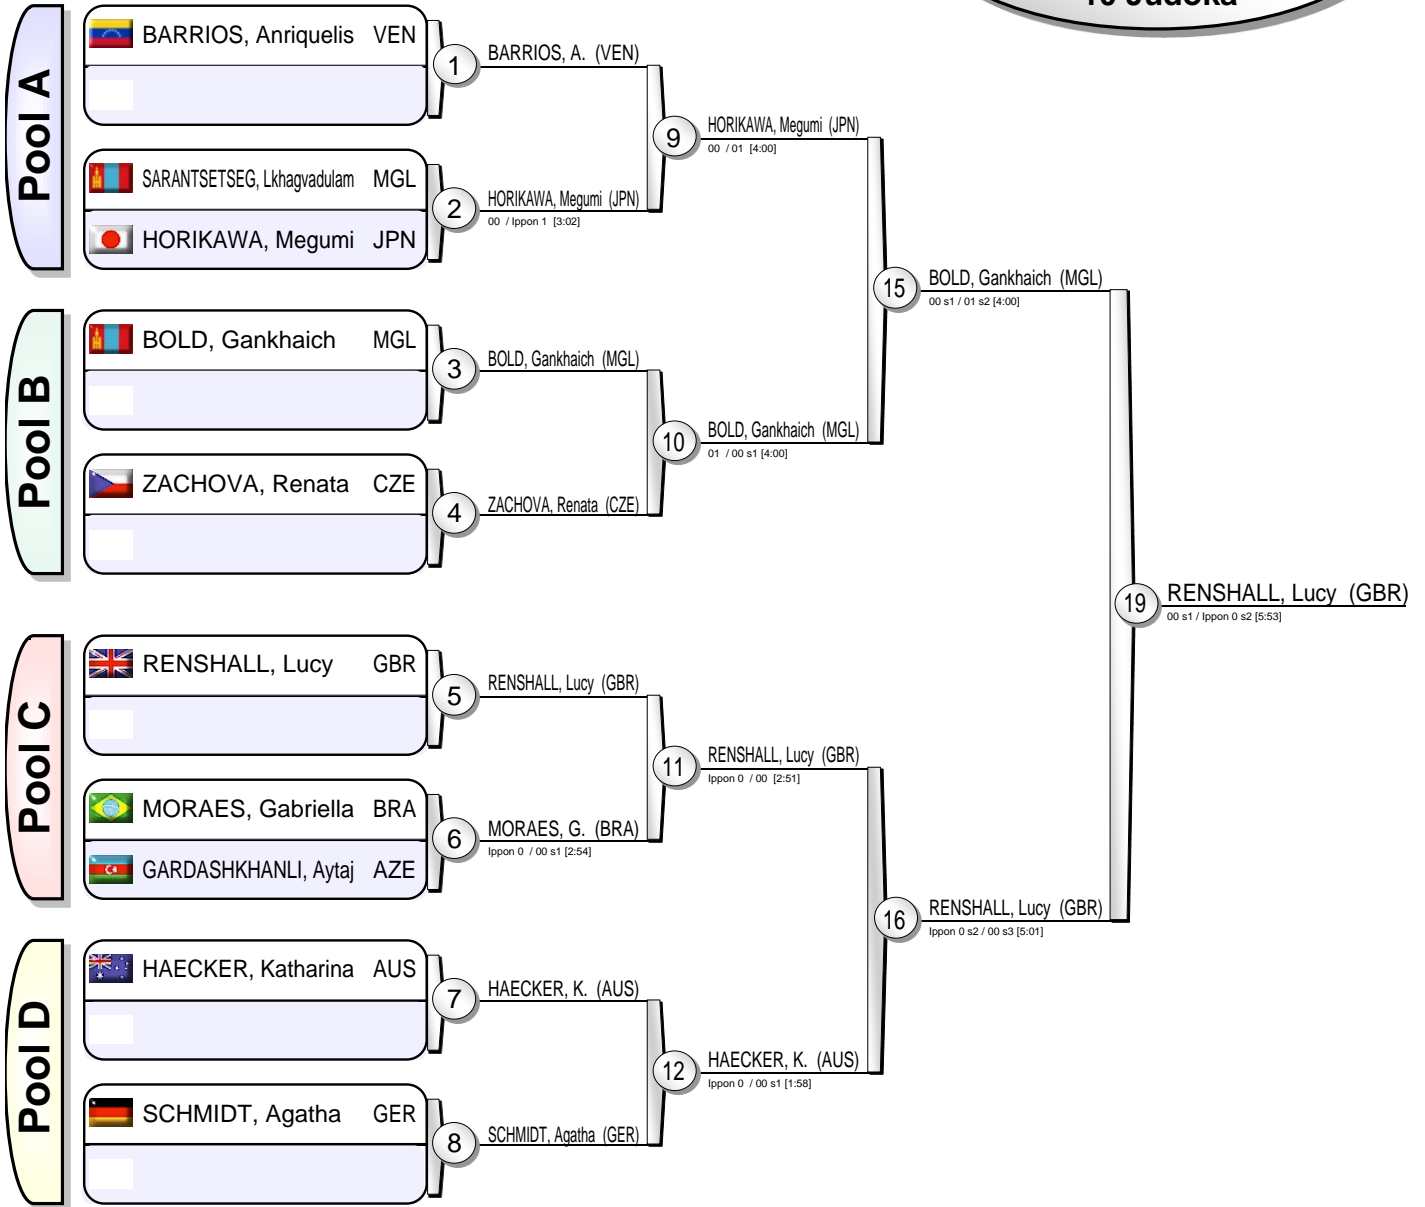 10 Judoka
Pool A
BARRIOS, Anriquelis VEN
SARANTSETSEG, Lkhagvadulam MGL
HORIKAWA, Megumi JPN
Pool B
BOLD, Gankhaich MGL
ZACHOVA, Renata CZE
Pool C
RENSHALL, Lucy GBR
MORAES, Gabriella BRA
GARDASHKHANLI, Aytaj AZE
Pool D
HAECKER, Katharina AUS
SCHMIDT, Agatha GER
1
BARRIOS, A. (VEN)
2
HORIKAWA, Megumi (JPN)
00 / Ippon 1 [3:02]
3
BOLD, Gankhaich (MGL)
4
ZACHOVA, Renata (CZE)
5
RENSHALL, Lucy (GBR)
6
MORAES, G. (BRA)
Ippon 0 / 00 s1 [2:54]
7
HAECKER, K. (AUS)
8
SCHMIDT, Agatha (GER)
9
HORIKAWA, Megumi (JPN)
00 / 01 [4:00]
10
BOLD, Gankhaich (MGL)
01 / 00 s1 [4:00]
11
RENSHALL, Lucy (GBR)
Ippon 0 / 00 [2:51]
12
HAECKER, K. (AUS)
Ippon 0 / 00 s1 [1:58]
15
BOLD, Gankhaich (MGL)
00 s1 / 01 s2 [4:00]
16
RENSHALL, Lucy (GBR)
Ippon 0 s2 / 00 s3 [5:01]
19
RENSHALL, Lucy (GBR)
00 s1 / Ippon 0 s2 [5:53]